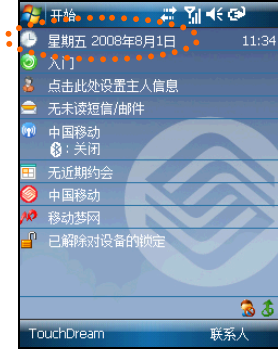 开始
星期五 2008年8月1日 11:34
入门
点击此处设置主人信息
无未读短信/邮件
中国移动
：关闭
无近期约会
中国移动
移动梦网
已解除对设备的锁定
TouchDream 联系人